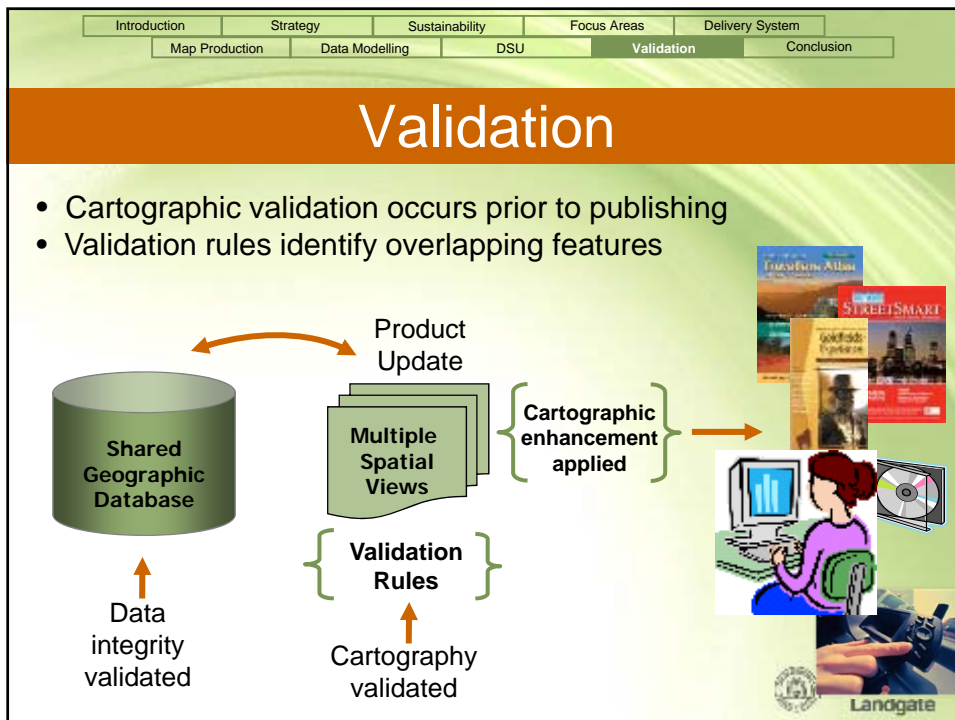 Introduction Strategy Sustainability Focus Areas Delivery System
Map Production Data Modelling DSU Validation Conclusion
Validation
• Cartographic validation occurs prior to publishing
• Validation rules identify overlapping features
Product
Update
Shared
Geographic
Database
Multiple
Spatial
Views
Cartographic
enhancement
applied
Validation
Rules
Data
integrity
validated
Cartography
validated
STREETSMART
Goldfields
Landgate